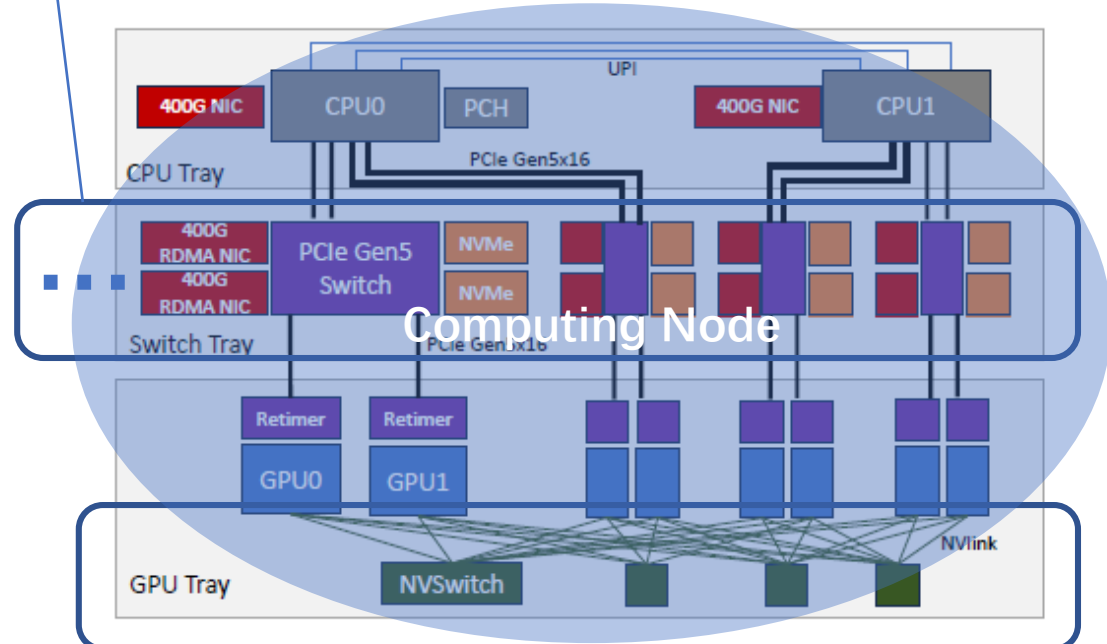 UPI
400G NIC
CPU0
PCH
400G NIC
CPU1
PCIe Gen5x16
CPU Tray
400G
RDMA NIC
400G
RDMA NIC
PCIe Gen5
Switch
NVMe
NVMe
Computing Node
Switch Tray
PCIe Gen5x16
Retimer
Retimer
GPU0
GPU1
NVlink
GPU Tray
NVSwitch